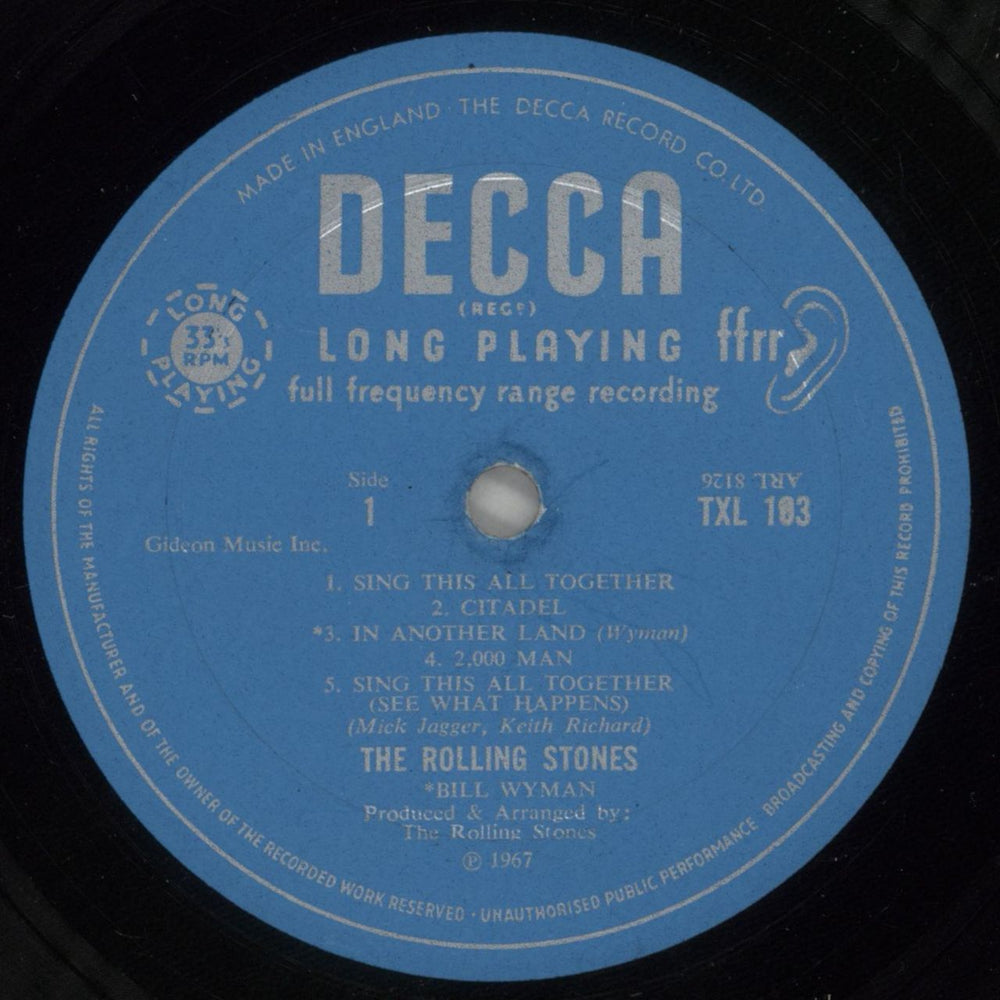 MADE IN ENGLAND · THE DECCA RECORD CO. LTD.
DECCA
(REGD)
LONG PLAYING 33⅓ RPM
LONG PLAYING ffrr
full frequency range recording
Side
1
ARL 8126
TXL 103
Gideon Music Inc.
1. SING THIS ALL TOGETHER
2. CITADEL
*3. IN ANOTHER LAND (Wyman)
4. 2,000 MAN
5. SING THIS ALL TOGETHER
(SEE WHAT HAPPENS)
(Mick Jagger, Keith Richard)
THE ROLLING STONES
*BILL WYMAN
Produced & Arranged by:
The Rolling Stones
℗ 1967
ALL RIGHTS OF THE MANUFACTURER AND OF THE OWNER OF THE RECORDED WORK RESERVED · UNAUTHORISED PUBLIC PERFORMANCE BROADCASTING AND COPYING OF THIS RECORD PROHIBITED